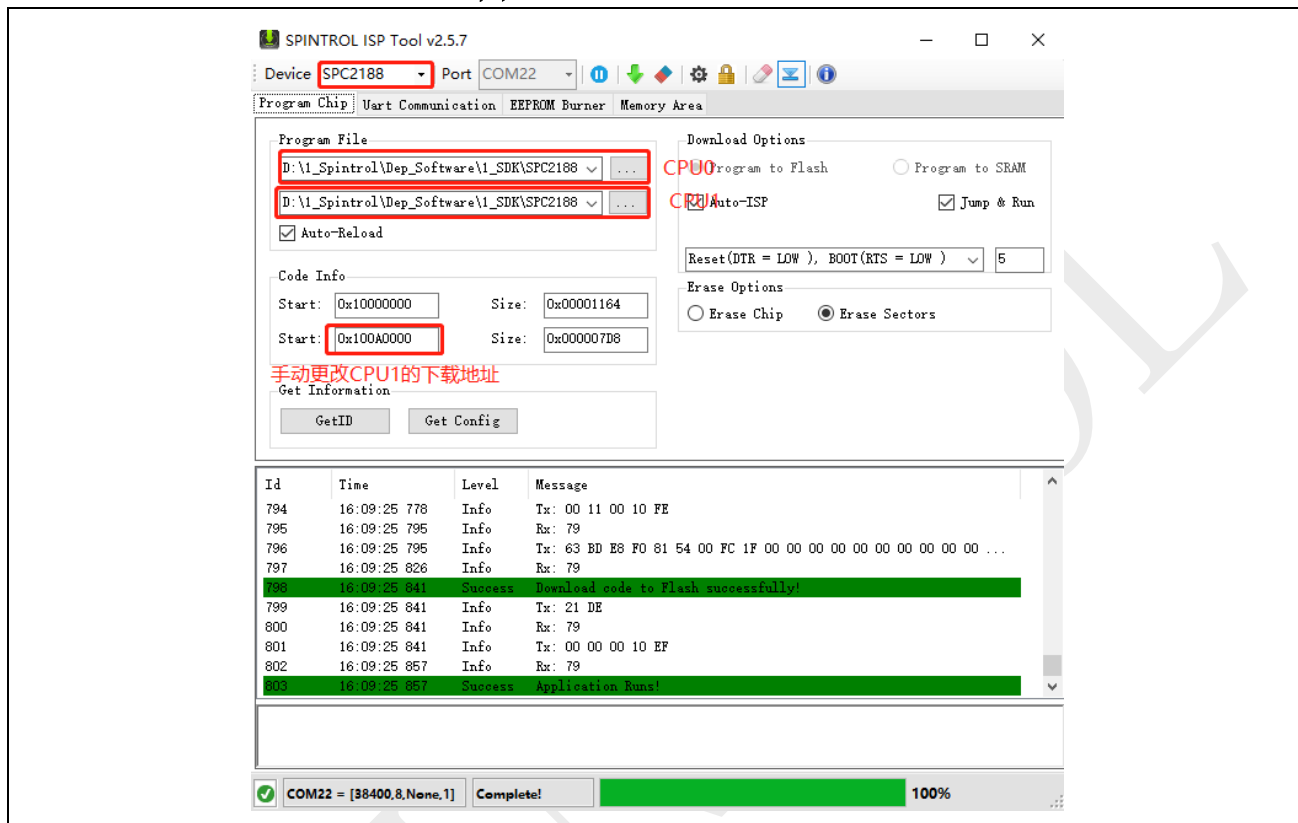 SPINTROL ISP Tool v2.5.7
Device SPC2188 Port COM22
Program Chip Uart Communication EEPROM Burner Memory Area
Program File
D:\1_Spintrol\Dep_Software\1_SDK\SPC2188 ... CPU0
D:\1_Spintrol\Dep_Software\1_SDK\SPC2188 ... CPU1
Auto-Reload
Download Options
Program to Flash Program to SRAM
Auto-ISP Jump & Run
Reset(DTR = LOW ), BOOT(RTS = LOW ) 5
Code Info
Start: 0x10000000 Size: 0x00001164
Start: 0x100A0000 Size: 0x000007D8
手动更改CPU1的下载地址
Erase Options
Erase Chip Erase Sectors
Get Information
GetID Get Config
Id Time Level Message
794 16:09:25 778 Info Tx: 00 11 00 10 FE
795 16:09:25 795 Info Rx: 79
796 16:09:25 795 Info Tx: 63 BD E8 F0 81 54 00 FC 1F 00 00 00 00 00 00 00 00 00 00 ...
797 16:09:25 826 Info Rx: 79
798 16:09:25 841 Success Download code to Flash successfully!
799 16:09:25 841 Info Tx: 21 DE
800 16:09:25 841 Info Rx: 79
801 16:09:25 841 Info Tx: 00 00 00 10 EF
802 16:09:25 857 Info Rx: 79
803 16:09:25 857 Success Application Runs!
COM22 = [38400,8,None,1] Complete! 100%